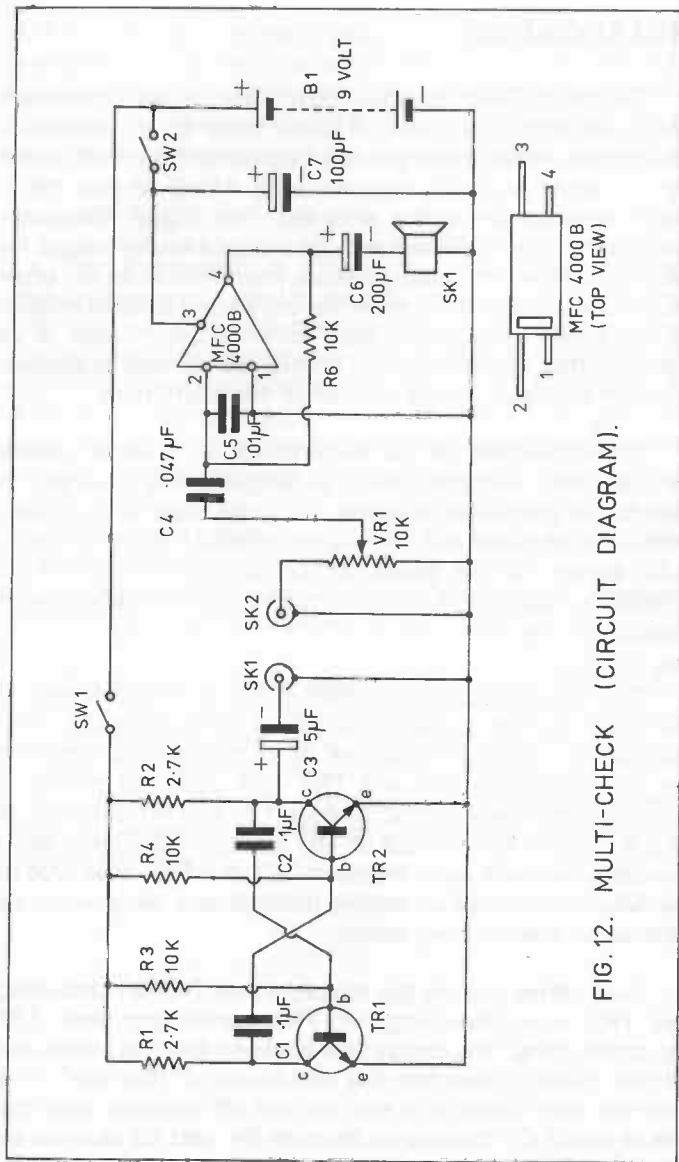 SW1
SW2
R1
2·7K
R3
10K
R4
10K
R2
2·7K
C1
·1µF
C2
·1µF
c
b
e
TR1
c
b
e
TR2
+
−
C3
5µF
SK1
SK2
VR1
10K
C4
·047µF
C5
·01µF
2
1
3
4
MFC
4000B
R6
10K
+
−
C6
200µF
SK1
+
−
C7
100µF
+
B1
9 VOLT
−
2
1
3
4
MFC 4000B
(TOP VIEW)
FIG.12. MULTI-CHECK (CIRCUIT DIAGRAM).